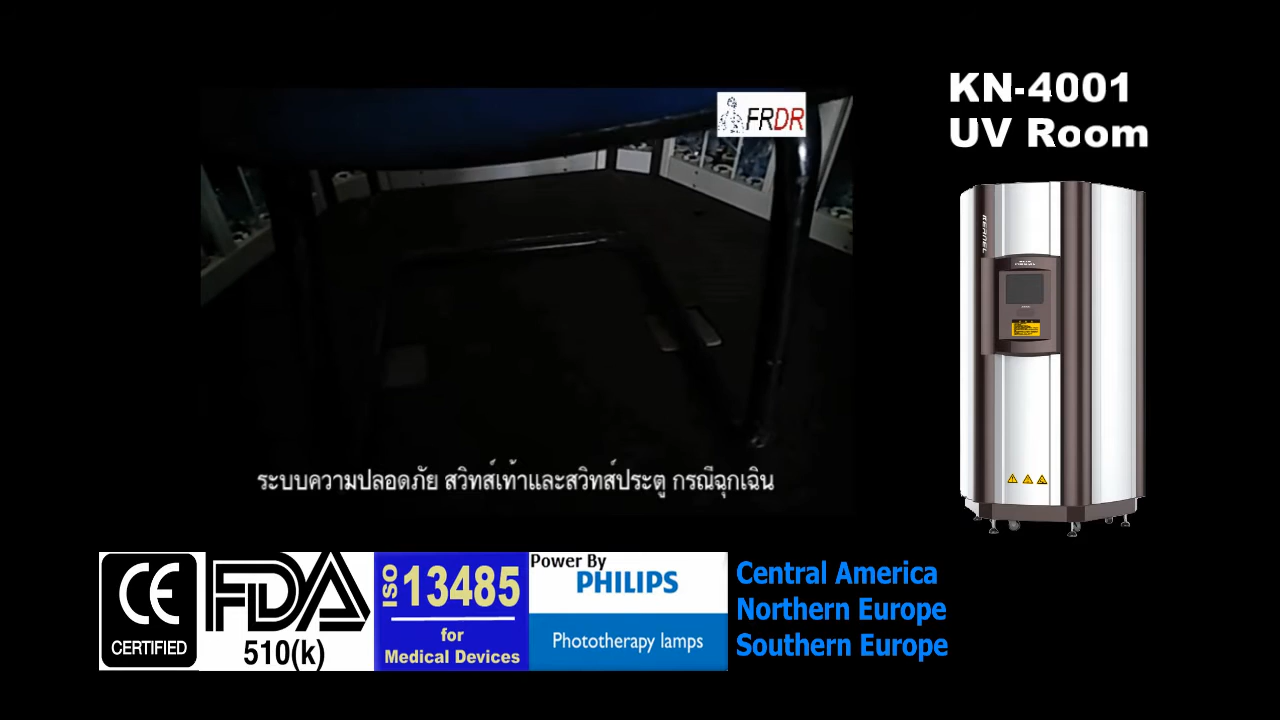 KN-4001
UV Room
FRDR
KERNEL
ระบบความปลอดภัย สวิทส์เท้าและสวิทส์ประตู กรณีฉุกเฉิน
CE
CERTIFIED
FDA
510(k)
ISO 13485
for
Medical Devices
Power By
PHILIPS
Phototherapy lamps
Central America
Northern Europe
Southern Europe